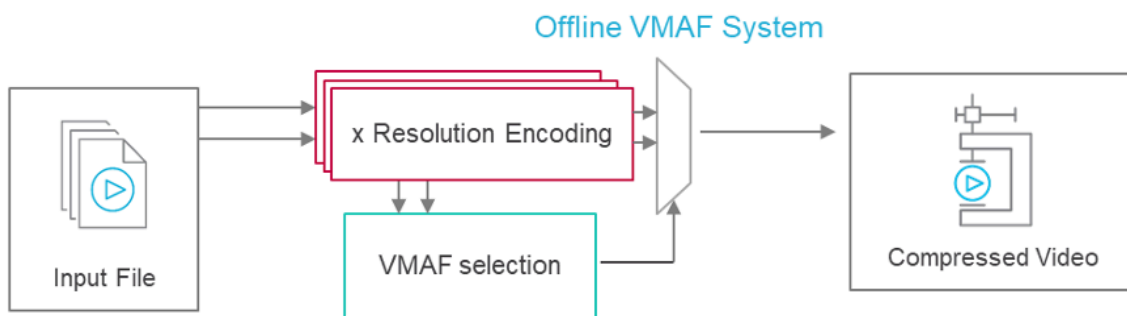 Offline VMAF System
x Resolution Encoding
Input File
VMAF selection
Compressed Video